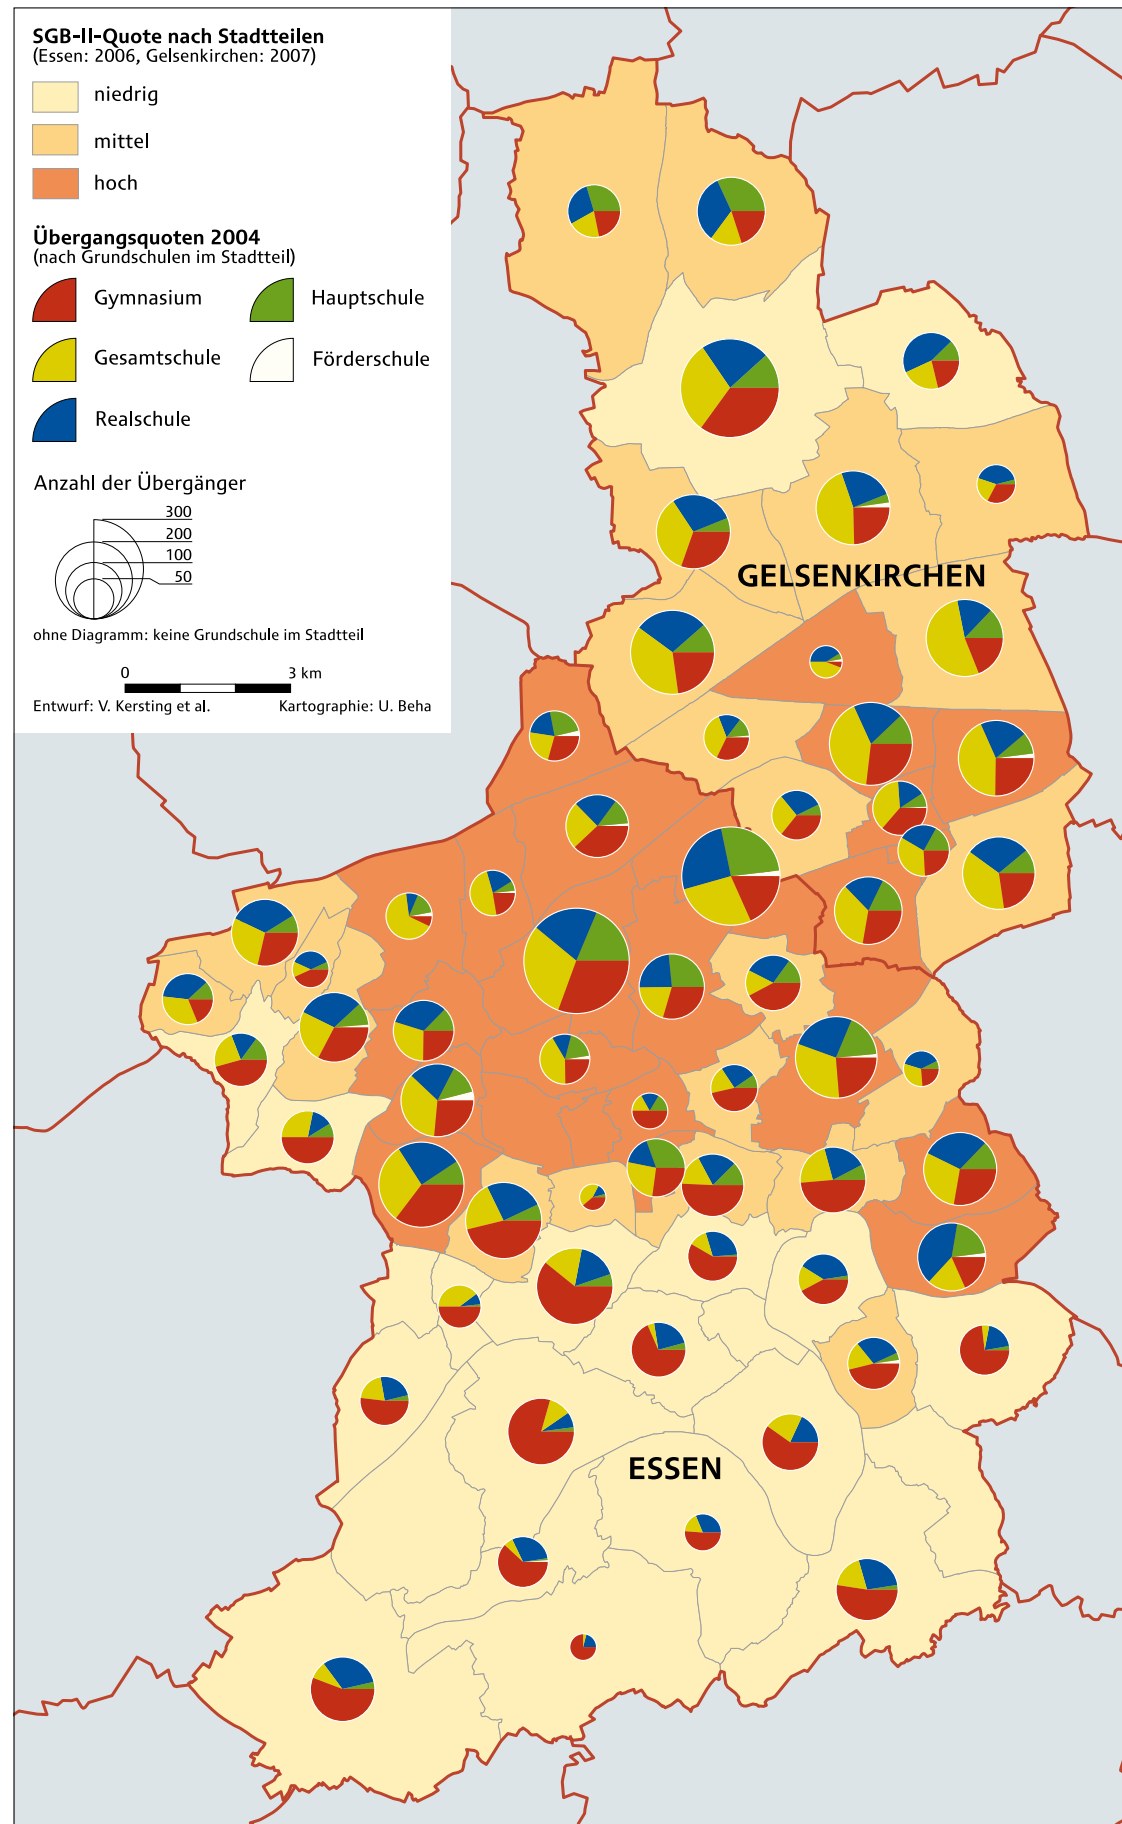 SGB-II-Quote nach Stadtteilen
(Essen: 2006, Gelsenkirchen: 2007)
niedrig
mittel
hoch
Übergangsquoten 2004
(nach Grundschulen im Stadtteil)
Gymnasium
Hauptschule
Gesamtschule
Förderschule
Realschule
Anzahl der Übergänger
300
200
100
50
ohne Diagramm: keine Grundschule im Stadtteil
0 3 km
Entwurf: V. Kersting et al. Kartographie: U. Beha
GELSENKIRCHEN
ESSEN